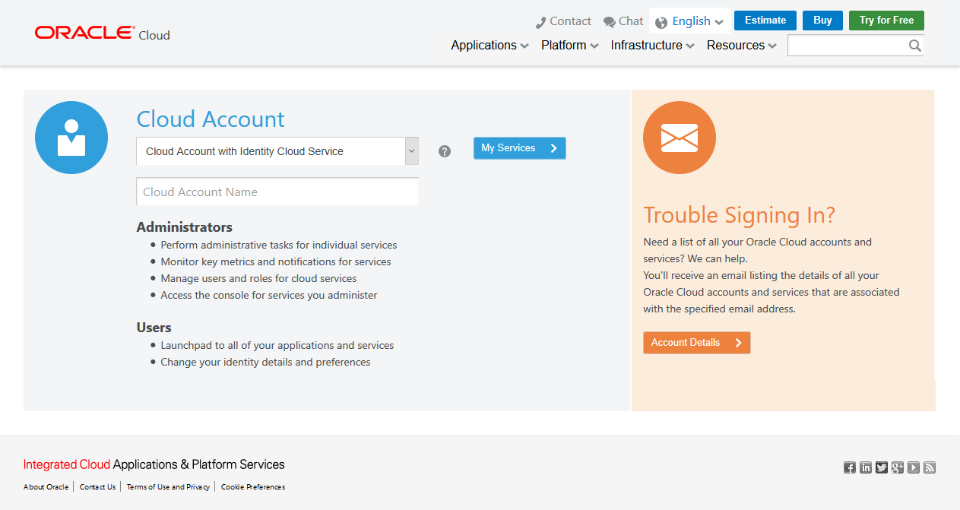 ORACLE Cloud
Contact Chat English Estimate Buy Try for Free
Applications Platform Infrastructure Resources
Cloud Account
Cloud Account with Identity Cloud Service
?
My Services
Cloud Account Name
Administrators
Perform administrative tasks for individual services
Monitor key metrics and notifications for services
Manage users and roles for cloud services
Access the console for services you administer
Users
Launchpad to all of your applications and services
Change your identity details and preferences
Trouble Signing In?
Need a list of all your Oracle Cloud accounts and
services? We can help.
You'll receive an email listing the details of all your
Oracle Cloud accounts and services that are associated
with the specified email address.
Account Details
Integrated Cloud Applications & Platform Services
About Oracle | Contact Us | Terms of Use and Privacy | Cookie Preferences